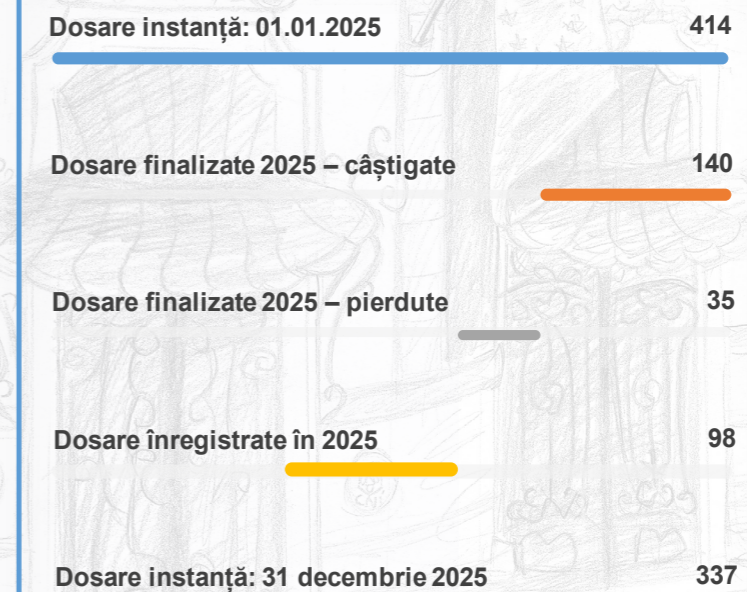 Dosare instanță: 01.01.2025 414
Dosare finalizate 2025 – câștigate 140
Dosare finalizate 2025 – pierdute 35
Dosare înregistrate în 2025 98
Dosare instanță: 31 decembrie 2025 337